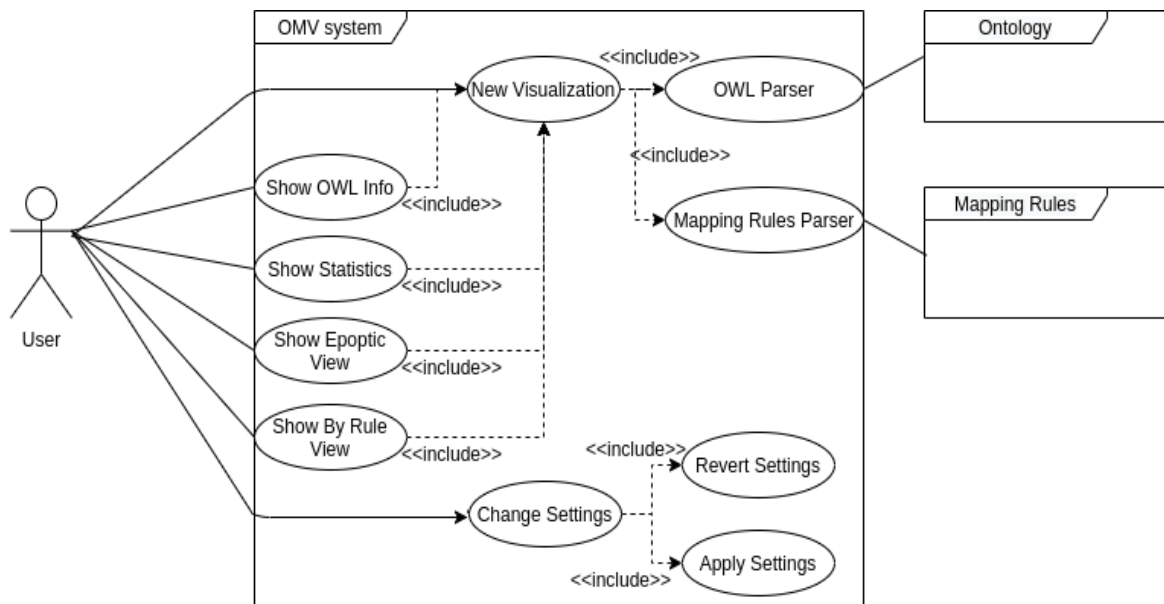 OMV system
Ontology
<<include>>
New Visualization
OWL Parser
<<include>>
Show OWL Info
<<include>>
Mapping Rules Parser
Mapping Rules
Show Statistics
<<include>>
User
Show Epoptic
View
<<include>>
Show By Rule
View
<<include>>
<<include>>
Revert Settings
Change Settings
Apply Settings
<<include>>